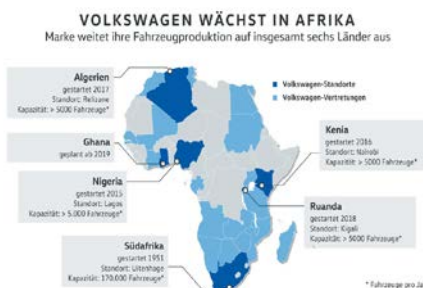 VOLKSWAGEN WÄCHST IN AFRIKA
Marke weitet ihre Fahrzeugproduktion auf insgesamt sechs Länder aus
Algerien
gestartet 2017
Standort: Relizane
Kapazität: > 5000 Fahrzeuge*
Volkswagen-Standorte
Volkswagen-Vertretungen
Ghana
geplant ab 2019
Kenia
gestartet 2016
Standort: Nairobi
Kapazität: > 5000 Fahrzeuge*
Nigeria
gestartet 2015
Standort: Lagos
Kapazität: > 5.000 Fahrzeuge*
Ruanda
gestartet 2018
Standort: Kigali
Kapazität: > 5000 Fahrzeuge*
Südafrika
gestartet 1951
Standort: Uitenhage
Kapazität: 170.000 Fahrzeuge*
* Fahrzeuge pro Ja